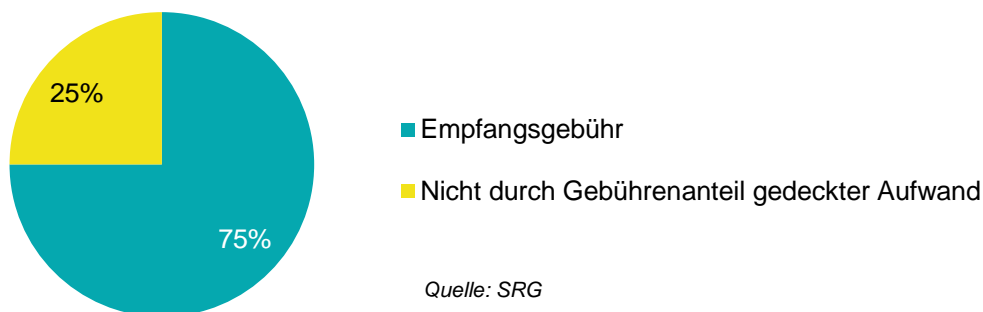 25%
Empfangsgebühr
Nicht durch Gebührenanteil gedeckter Aufwand
75%
Quelle: SRG